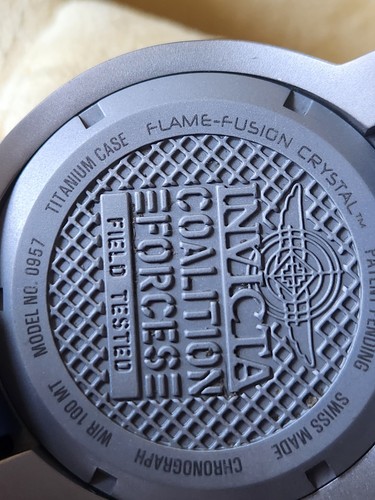 INVICTA
COALITION
FORCES
FIELD TESTED
FLAME-FUSION CRYSTAL™
PATENT PENDING
SWISS MADE
CHRONOGRAPH
W/R 100 MT
MODEL NO. 0957
TITANIUM CASE